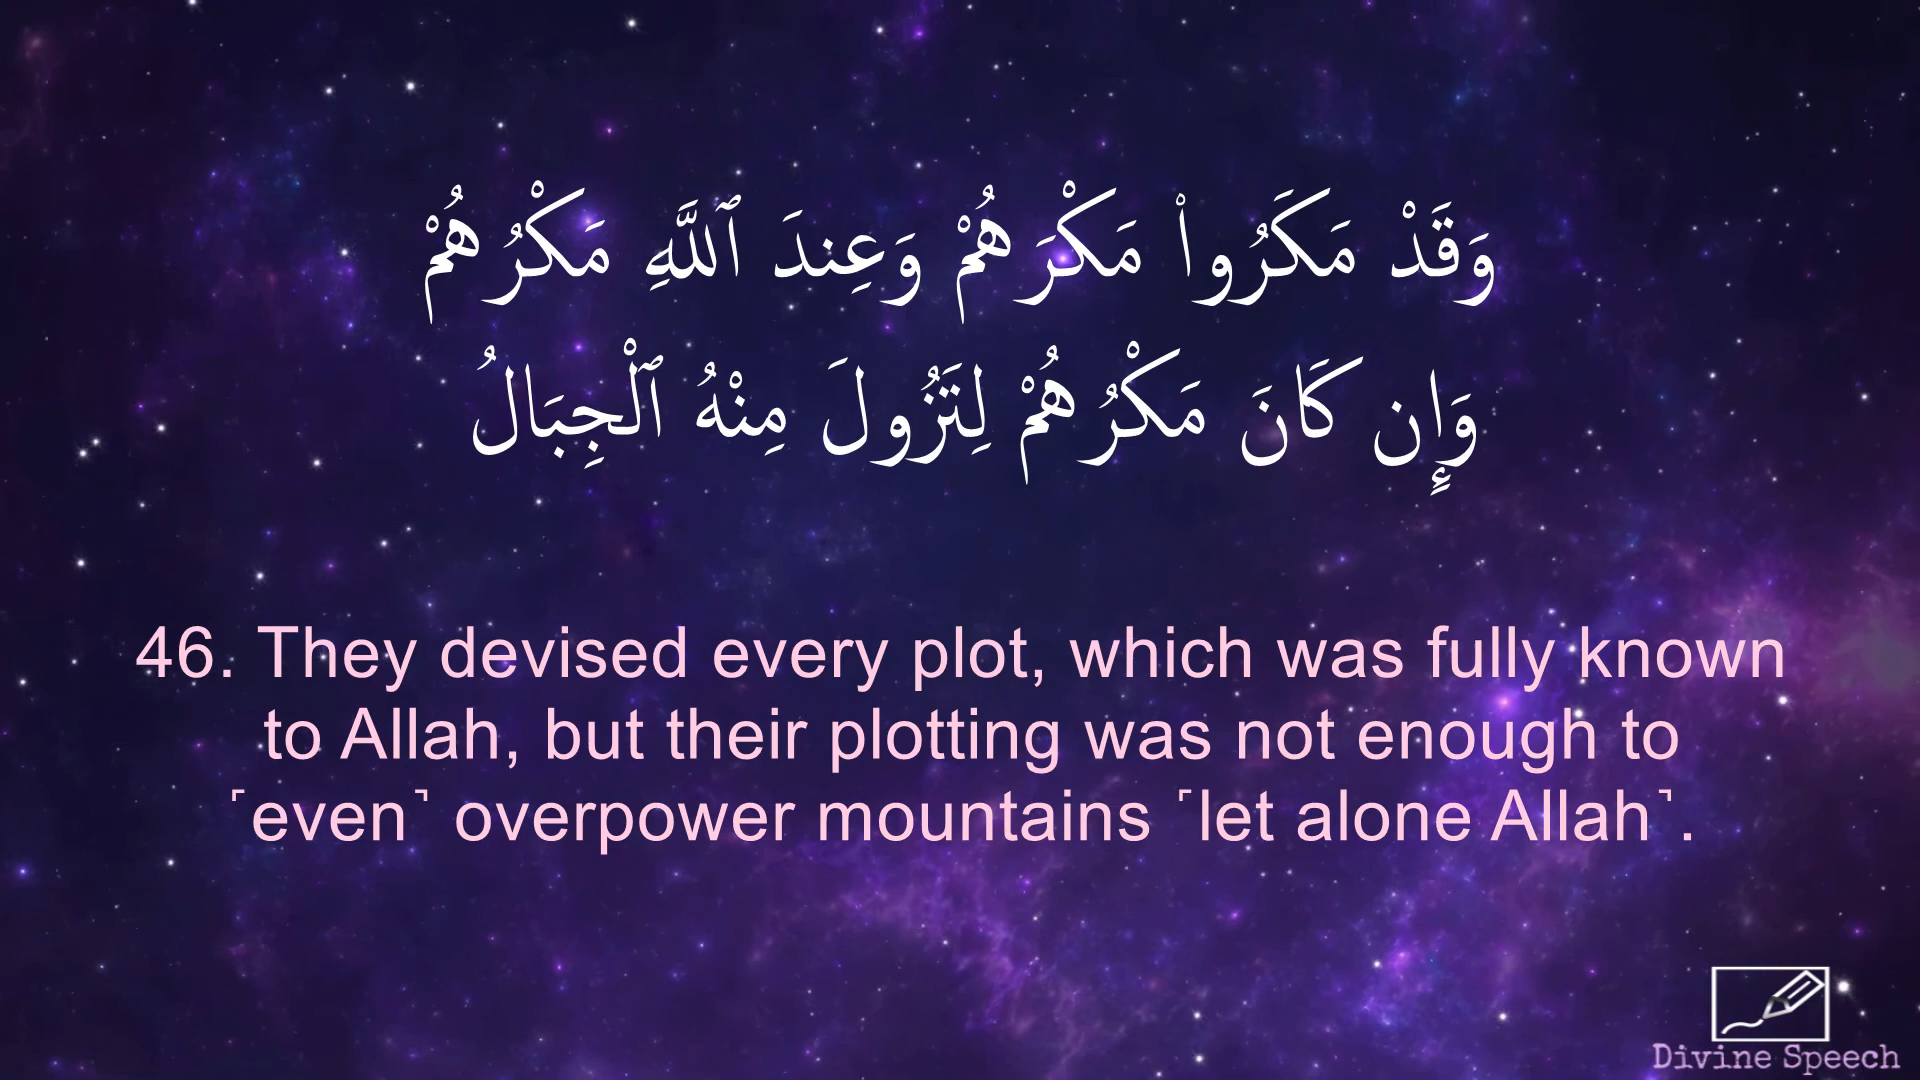 وَقَدْ مَكَرُوا۟ مَكْرَهُمْ وَعِندَ ٱللَّهِ مَكْرُهُمْ
وَإِن كَانَ مَكْرُهُمْ لِتَزُولَ مِنْهُ ٱلْجِبَالُ
46. They devised every plot, which was fully known
to Allah, but their plotting was not enough to
˹even˺ overpower mountains ˹let alone Allah˺.
Divine Speech